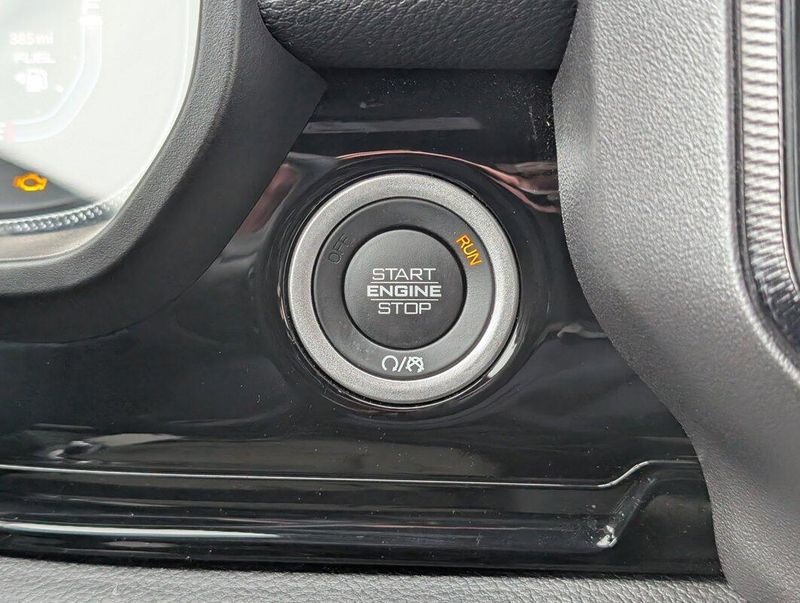 385mi
FUEL
OFF
RUN
START
ENGINE
STOP